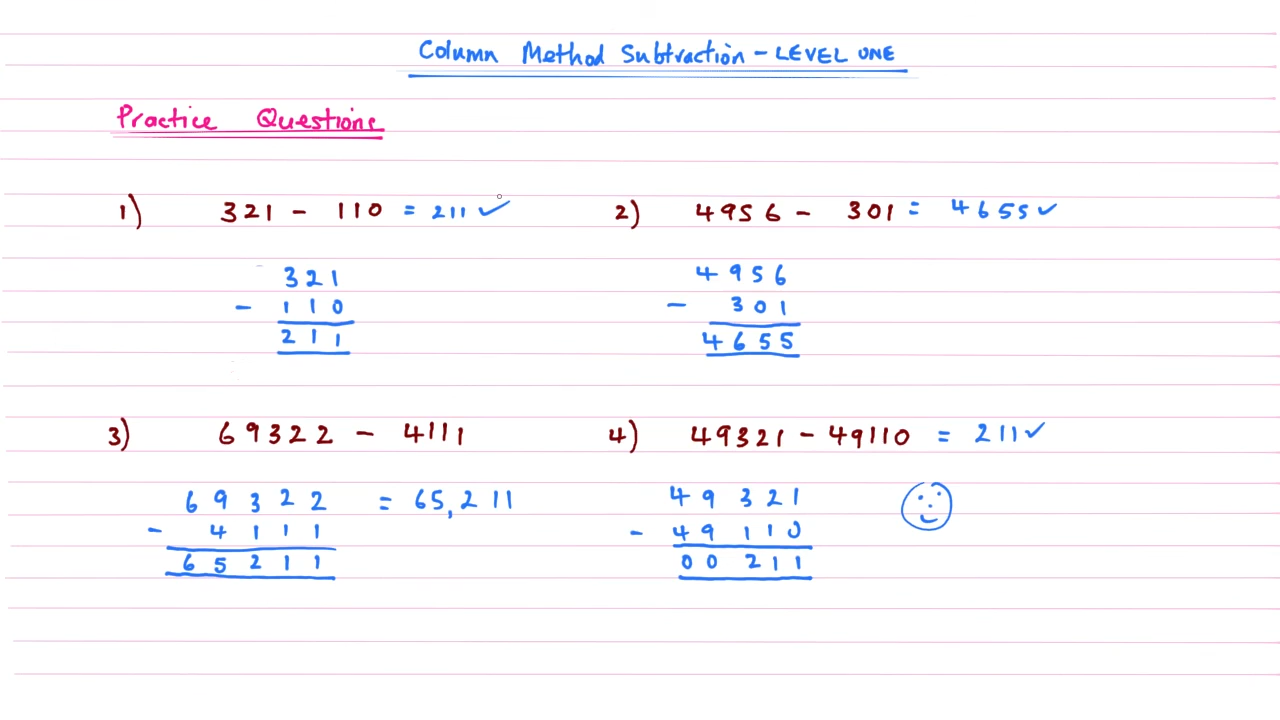 Column Method Subtraction - LEVEL ONE
Practice Questions
1) 321 - 110 = 211 ✓
321
- 110
211
2) 4956 - 301 = 4655 ✓
4956
- 301
4655
3) 69322 - 4111
69322 = 65,211
- 4111
65211
4) 49321 - 49110 = 211 ✓
49321
- 49110
00211